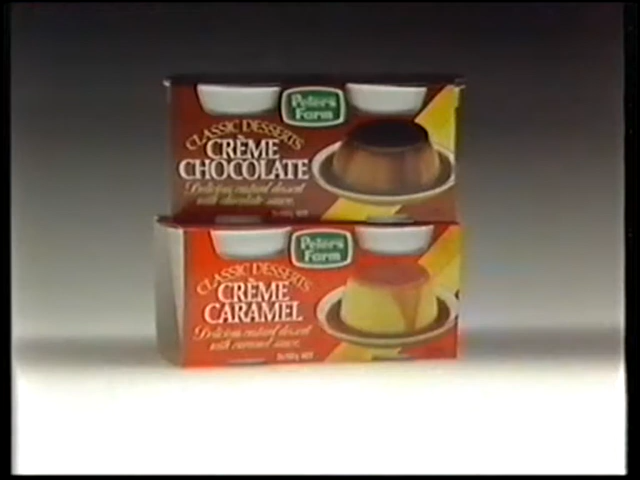 Peters
Farm
CLASSIC DESSERTS
CRÈME
CHOCOLATE
Delicious custard dessert
with chocolate sauce.
Peters
Farm
CLASSIC DESSERTS
CRÈME
CARAMEL
Delicious custard dessert
with caramel sauce.